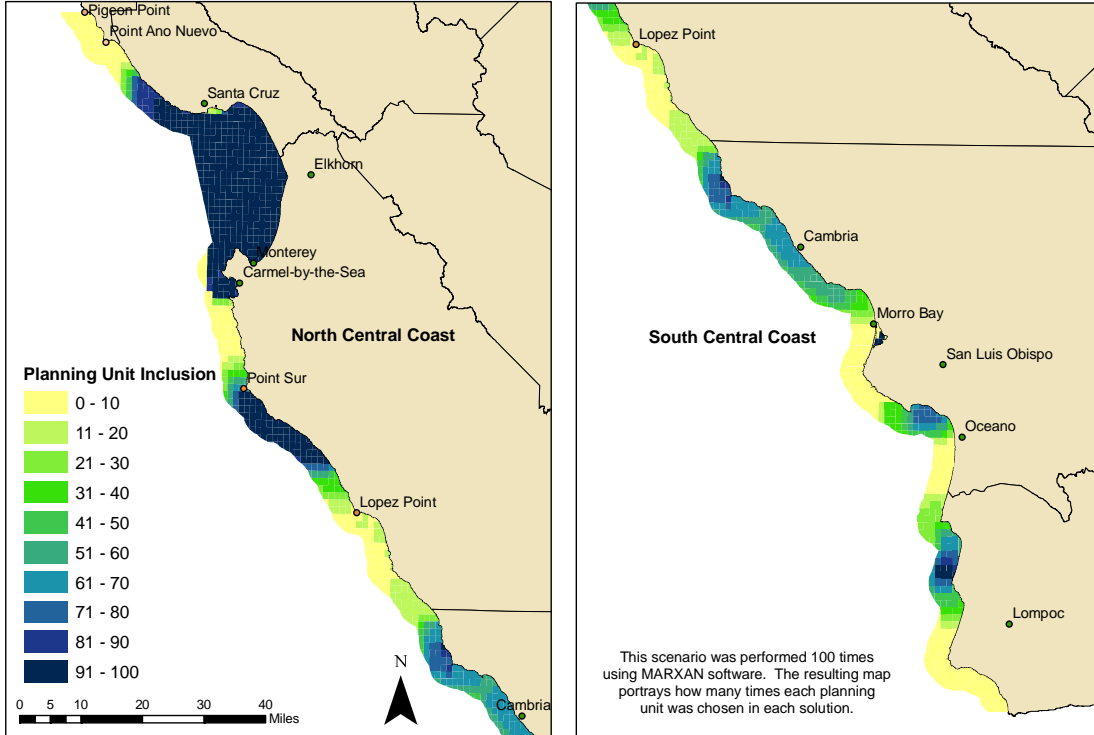 Pigeon Point
Point Ano Nuevo
Santa Cruz
Elkhorn
Monterey
Carmel-by-the-Sea
North Central Coast
Planning Unit Inclusion
Point Sur
0 - 10
11 - 20
21 - 30
31 - 40
41 - 50
51 - 60
61 - 70
71 - 80
81 - 90
91 - 100
Lopez Point
N
0 5 10 20 30 40
Miles
Cambria
Lopez Point
Cambria
Morro Bay
South Central Coast
San Luis Obispo
Oceano
Lompoc
This scenario was performed 100 times
using MARXAN software. The resulting map
portrays how many times each planning
unit was chosen in each solution.